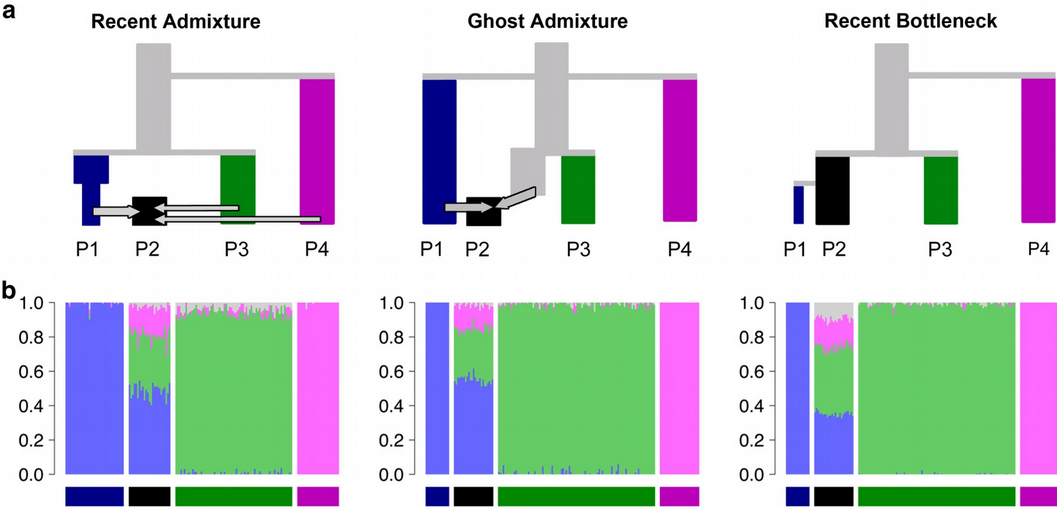 a
Recent Admixture Ghost Admixture Recent Bottleneck
P1 P2 P3 P4 P1 P2 P3 P4 P1 P2 P3 P4
b
1.0 1.0 1.0
0.8 0.8 0.8
0.6 0.6 0.6
0.4 0.4 0.4
0.2 0.2 0.2
0.0 0.0 0.0